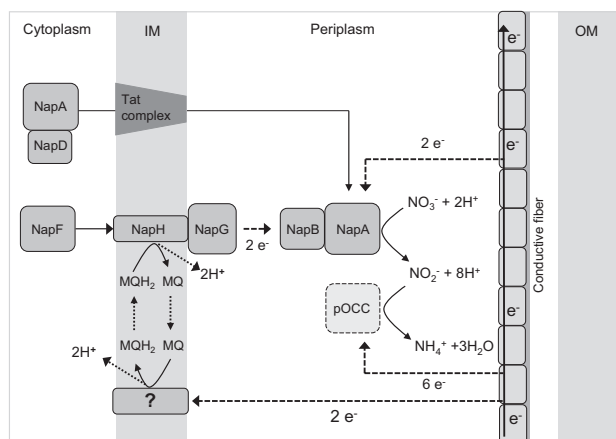 Cytoplasm
IM
Periplasm
OM
e-
NapA
NapD
Tat
complex
2 e-
e-
NapF
NapH
NapG
2 e-
NapB
NapA
NO3- + 2H+
2H+
MQH2
MQ
NO2- + 8H+
pOCC
e-
Conductive fiber
MQH2
MQ
2H+
NH4+ +3H2O
6 e-
?
2 e-
e-